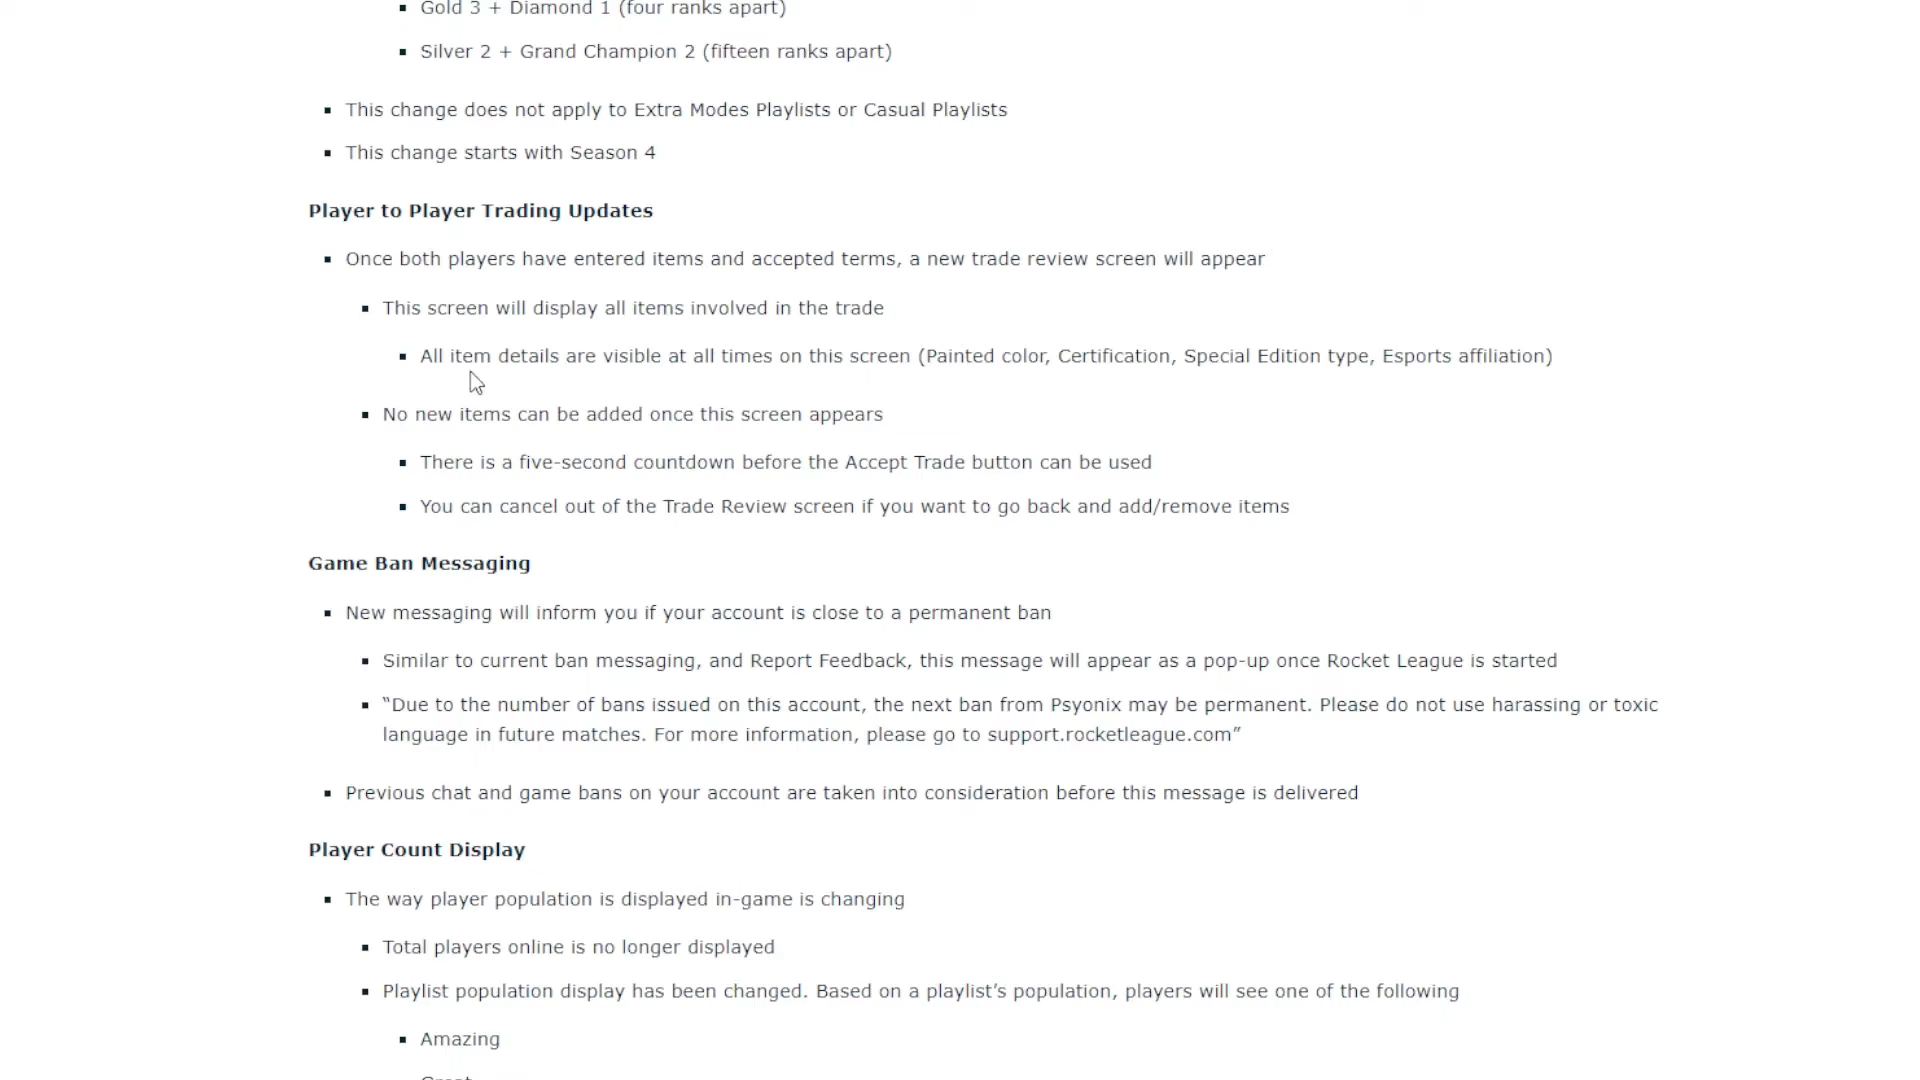 Gold 3 + Diamond 1 (four ranks apart)
Silver 2 + Grand Champion 2 (fifteen ranks apart)
This change does not apply to Extra Modes Playlists or Casual Playlists
This change starts with Season 4
Player to Player Trading Updates
Once both players have entered items and accepted terms, a new trade review screen will appear
This screen will display all items involved in the trade
All item details are visible at all times on this screen (Painted color, Certification, Special Edition type, Esports affiliation)
No new items can be added once this screen appears
There is a five-second countdown before the Accept Trade button can be used
You can cancel out of the Trade Review screen if you want to go back and add/remove items
Game Ban Messaging
New messaging will inform you if your account is close to a permanent ban
Similar to current ban messaging, and Report Feedback, this message will appear as a pop-up once Rocket League is started
“Due to the number of bans issued on this account, the next ban from Psyonix may be permanent. Please do not use harassing or toxic
language in future matches. For more information, please go to support.rocketleague.com”
Previous chat and game bans on your account are taken into consideration before this message is delivered
Player Count Display
The way player population is displayed in-game is changing
Total players online is no longer displayed
Playlist population display has been changed. Based on a playlist’s population, players will see one of the following
Amazing